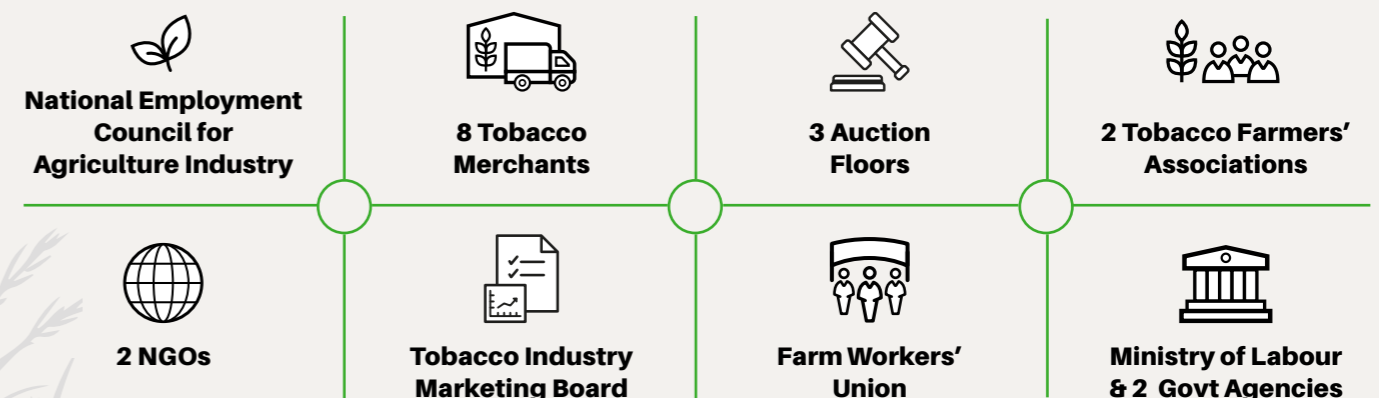 National Employment
Council for
Agriculture Industry
8 Tobacco
Merchants
3 Auction
Floors
2 Tobacco Farmers’
Associations
2 NGOs
Tobacco Industry
Marketing Board
Farm Workers’
Union
Ministry of Labour
& 2 Govt Agencies